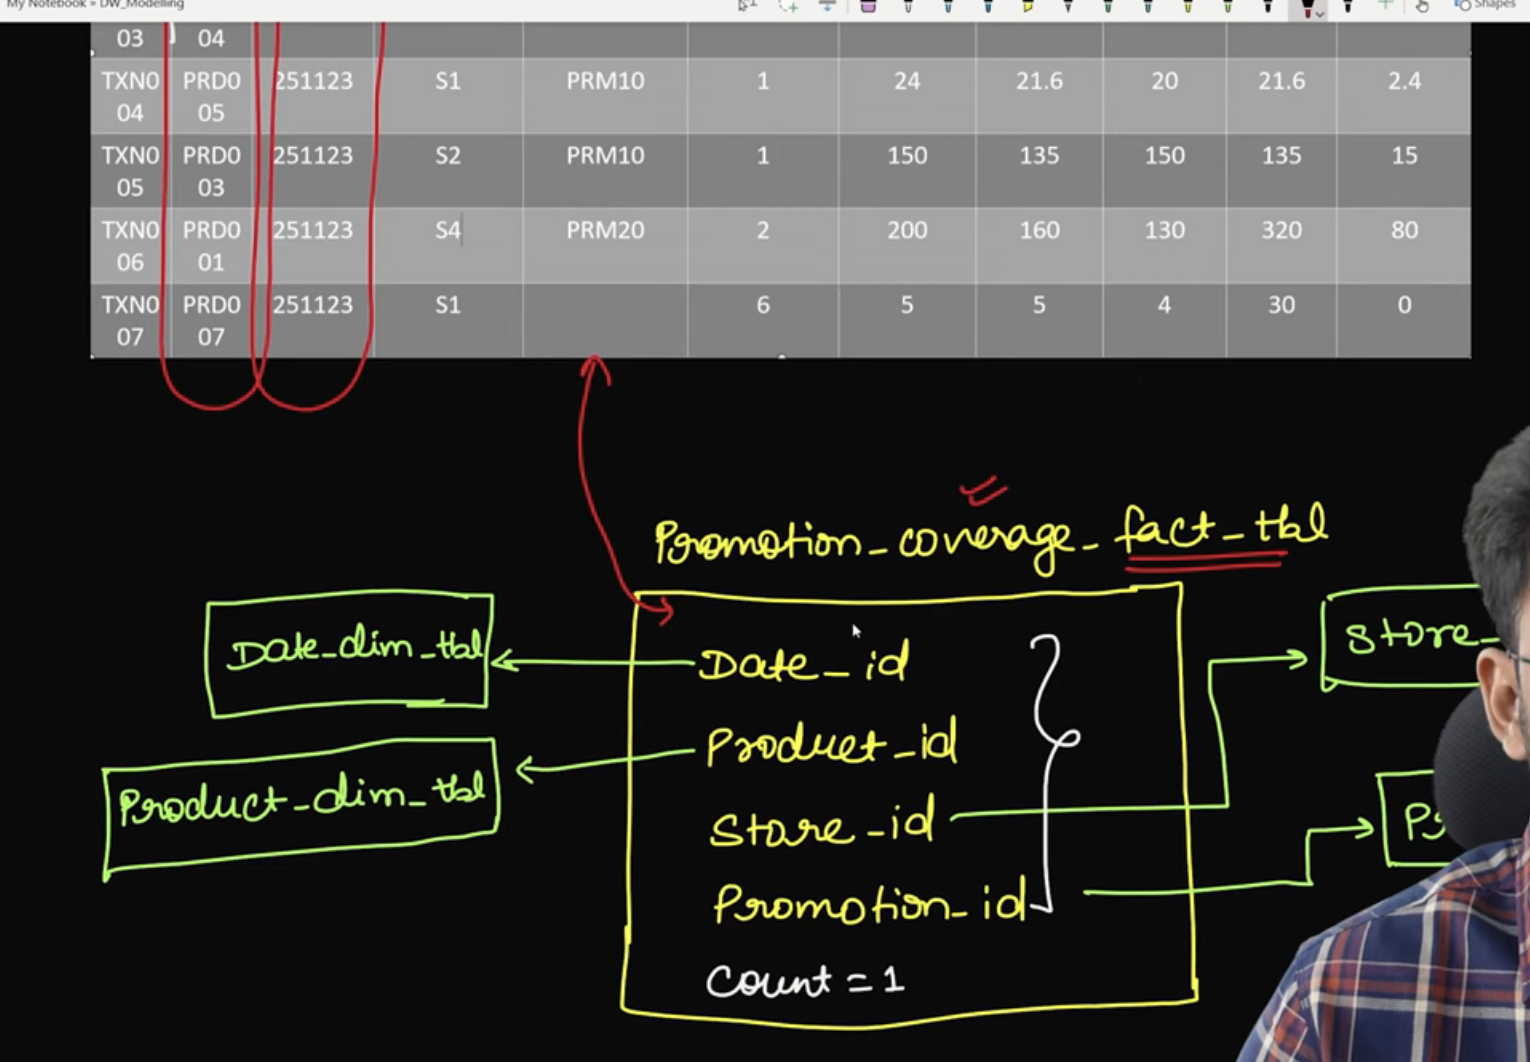 My Notebook » DW_Modelling
Shapes
03 04
TXN0 PRD0 251123 S1 PRM10 1 24 21.6 20 21.6 2.4
04 05
TXN0 PRD0 251123 S2 PRM10 1 150 135 150 135 15
05 03
TXN0 PRD0 251123 S4 PRM20 2 200 160 130 320 80
06 01
TXN0 PRD0 251123 S1 6 5 5 4 30 0
07 07
Promotion_coverage_fact_tbl
Date_dim_tbl
Date_id
Store_
Product_id
Product_dim_tbl
Store_id
Promotion_id
Count = 1